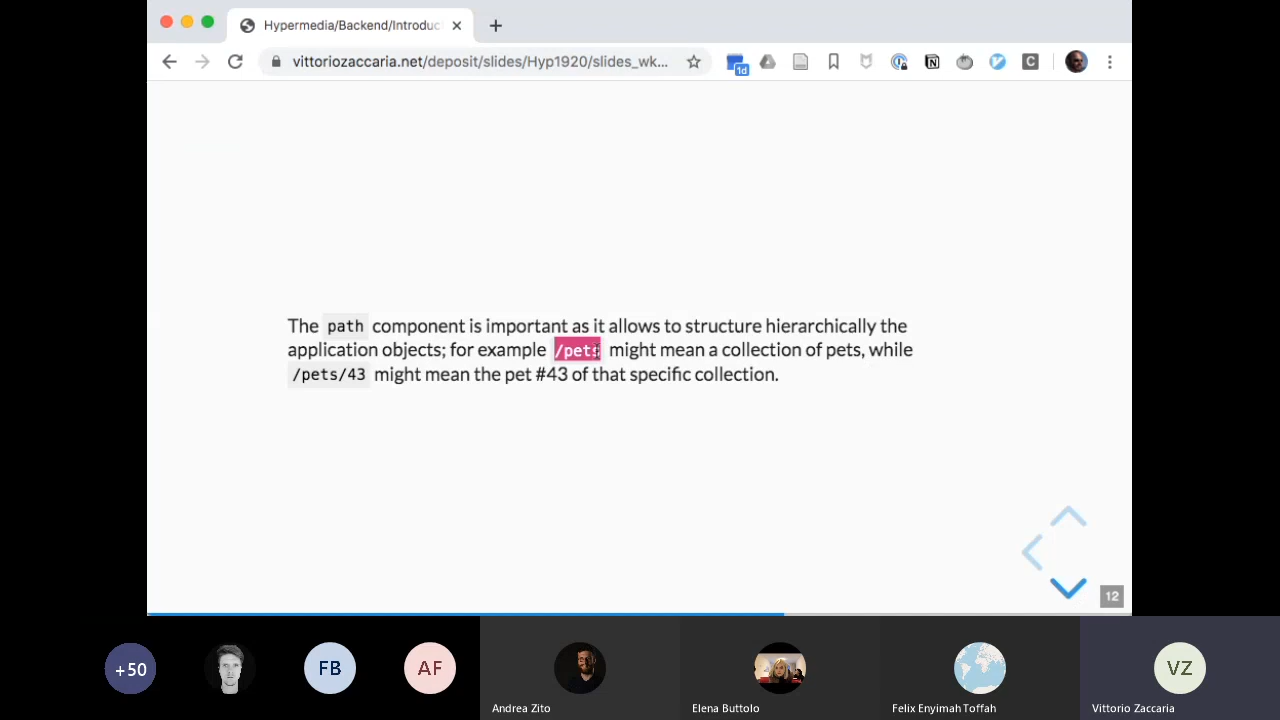 Hypermedia/Backend/Introduc
vittoriozaccaria.net/deposit/slides/Hyp1920/slides_wk...
1d
C
The path component is important as it allows to structure hierarchically the
application objects; for example /pets might mean a collection of pets, while
/pets/43 might mean the pet #43 of that specific collection.
12
+50
FB
AF
VZ
Andrea Zito
Elena Buttolo
Felix Enyimah Toffah
Vittorio Zaccaria